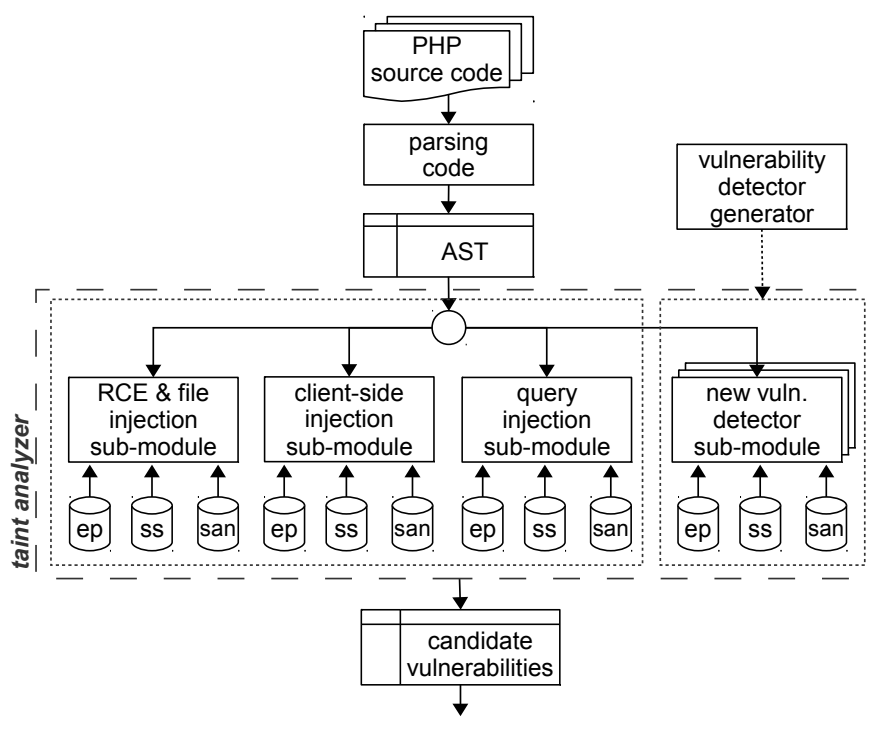 PHP
source code
parsing
code
vulnerability
detector
generator
AST
taint analyzer
RCE & file
injection
sub-module
client-side
injection
sub-module
query
injection
sub-module
new vuln.
detector
sub-module
ep
ss
san
ep
ss
san
ep
ss
san
ep
ss
san
candidate
vulnerabilities